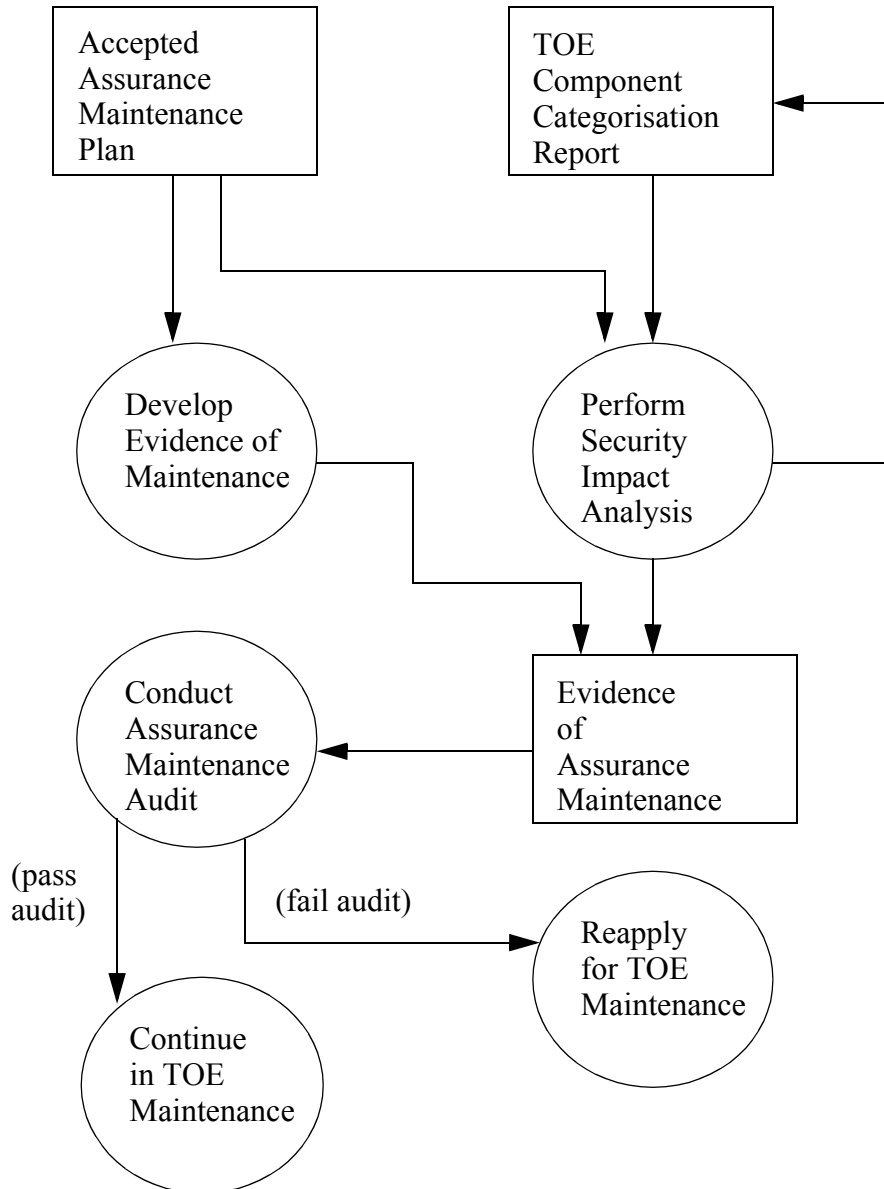 Accepted
Assurance
Maintenance
Plan
TOE
Component
Categorisation
Report
Develop
Evidence of
Maintenance
Perform
Security
Impact
Analysis
Conduct
Assurance
Maintenance
Audit
Evidence
of
Assurance
Maintenance
(pass
audit)
(fail audit)
Reapply
for TOE
Maintenance
Continue
in TOE
Maintenance